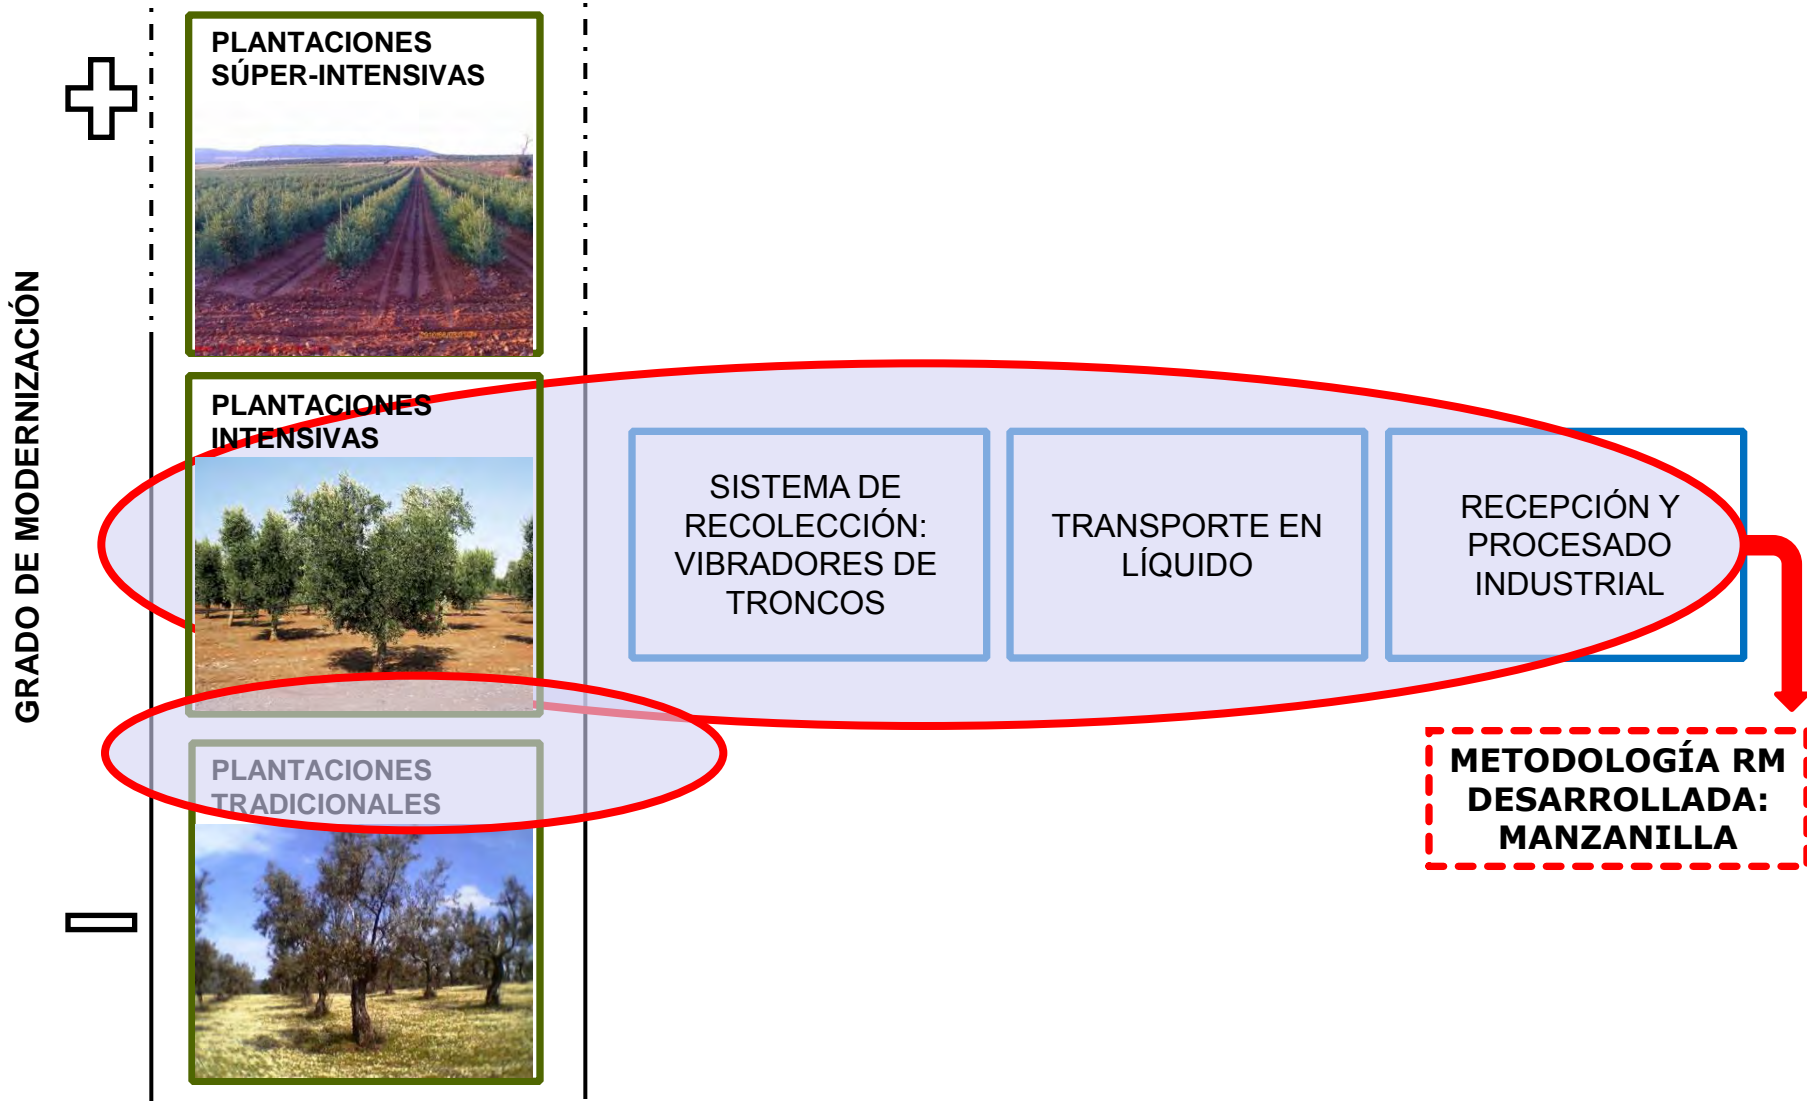 GRADO DE MODERNIZACIÓN
PLANTACIONES
SÚPER-INTENSIVAS
PLANTACIONES
INTENSIVAS
SISTEMA DE
RECOLECCIÓN:
VIBRADORES DE
TRONCOS
TRANSPORTE EN
LÍQUIDO
RECEPCIÓN Y
PROCESADO
INDUSTRIAL
PLANTACIONES
TRADICIONALES
METODOLOGÍA RM
DESARROLLADA:
MANZANILLA